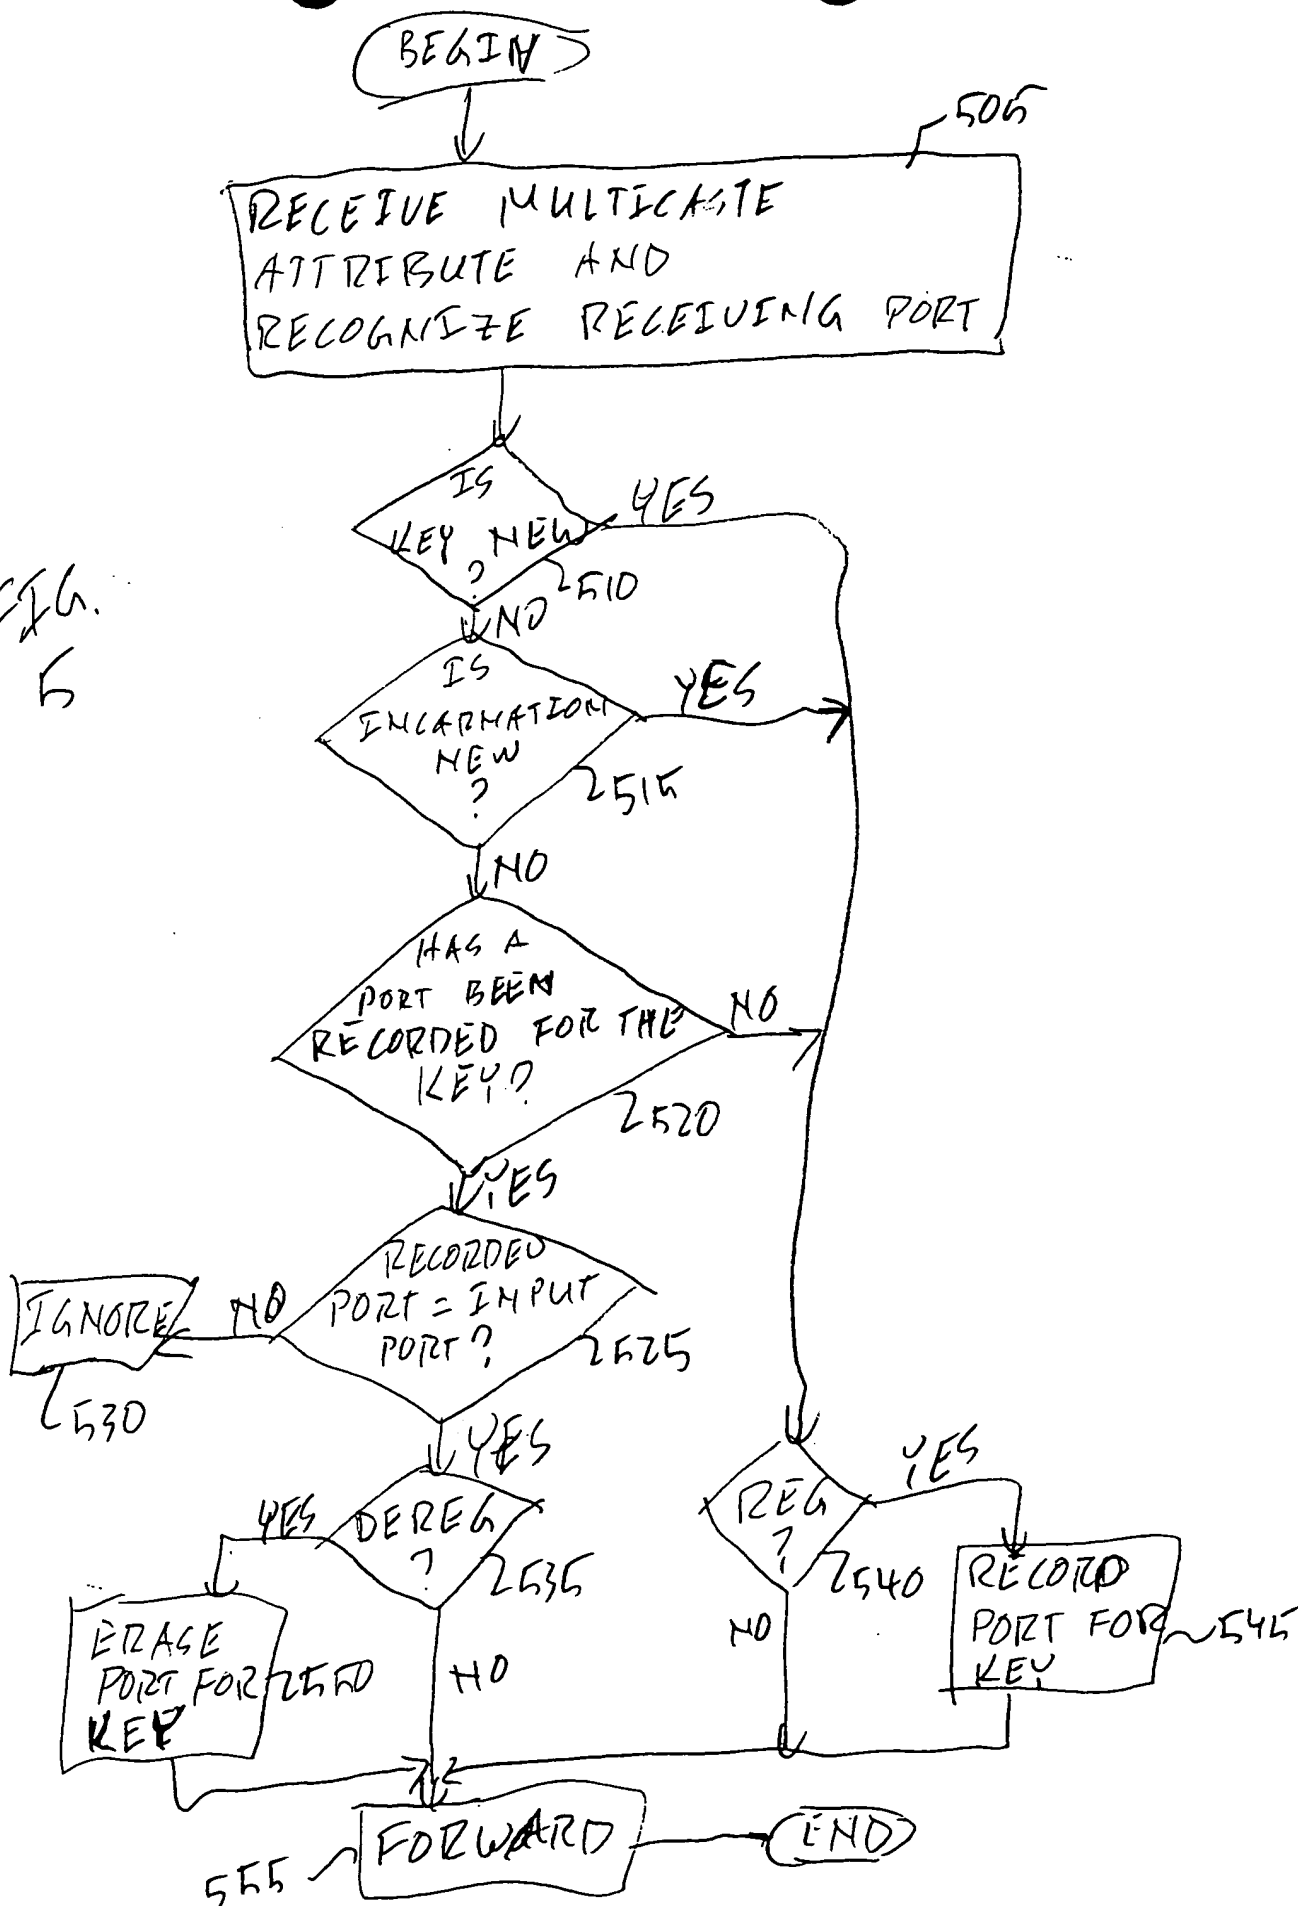 BEGIN
505
RECEIVE MULTICASTE
ATTRIBUTE AND
RECOGNIZE RECEIVING PORT
IS
KEY NEW
?
YES
510
NO
FIG.
5
IS
INCARNATION
NEW
?
YES
515
NO
HAS A
PORT BEEN
RECORDED FOR THE
KEY?
NO
520
YES
RECORDED
PORT = INPUT
PORT?
525
NO
IGNORE
530
YES
DEREG
?
535
YES
ERASE
PORT FOR
KEY
550
NO
REG
?
540
YES
RECORD
PORT FOR
KEY
545
NO
FORWARD
555
END